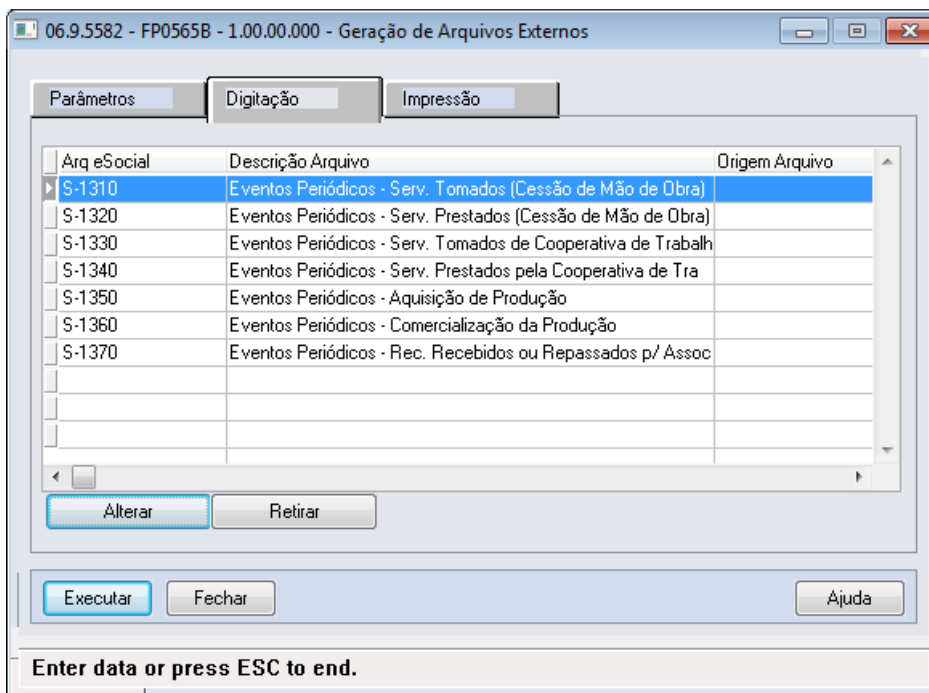 06.9.5582 - FP0565B - 1.00.00.000 - Geração de Arquivos Externos
Parâmetros Digitação Impressão
Arq eSocial Descrição Arquivo Origem Arquivo
S-1310 Eventos Periódicos - Serv. Tomados (Cessão de Mão de Obra)
S-1320 Eventos Periódicos - Serv. Prestados (Cessão de Mão de Obra)
S-1330 Eventos Periódicos - Serv. Tomados de Cooperativa de Trabalh
S-1340 Eventos Periódicos - Serv. Prestados pela Cooperativa de Tra
S-1350 Eventos Periódicos - Aquisição de Produção
S-1360 Eventos Periódicos - Comercialização da Produção
S-1370 Eventos Periódicos - Rec. Recebidos ou Repassados p/ Assoc
Alterar Retirar
Executar Fechar Ajuda
Enter data or press ESC to end.